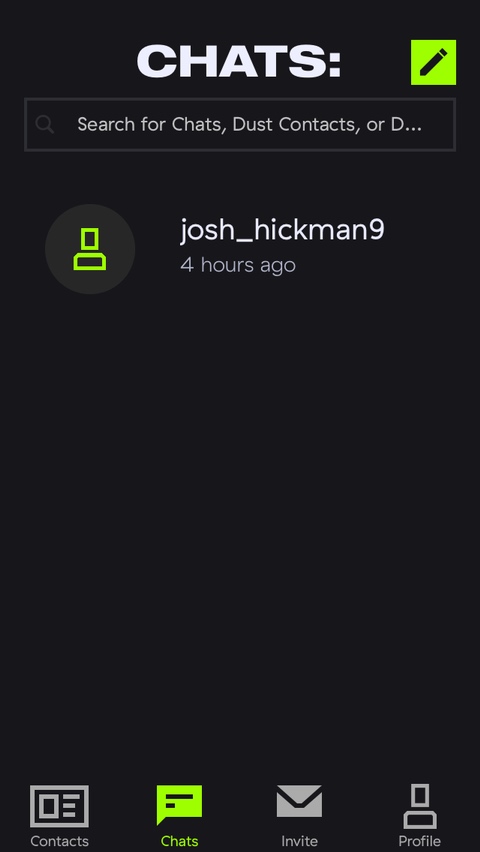 CHATS:
Search for Chats, Dust Contacts, or D...
josh_hickman9
4 hours ago
Contacts
Chats
Invite
Profile